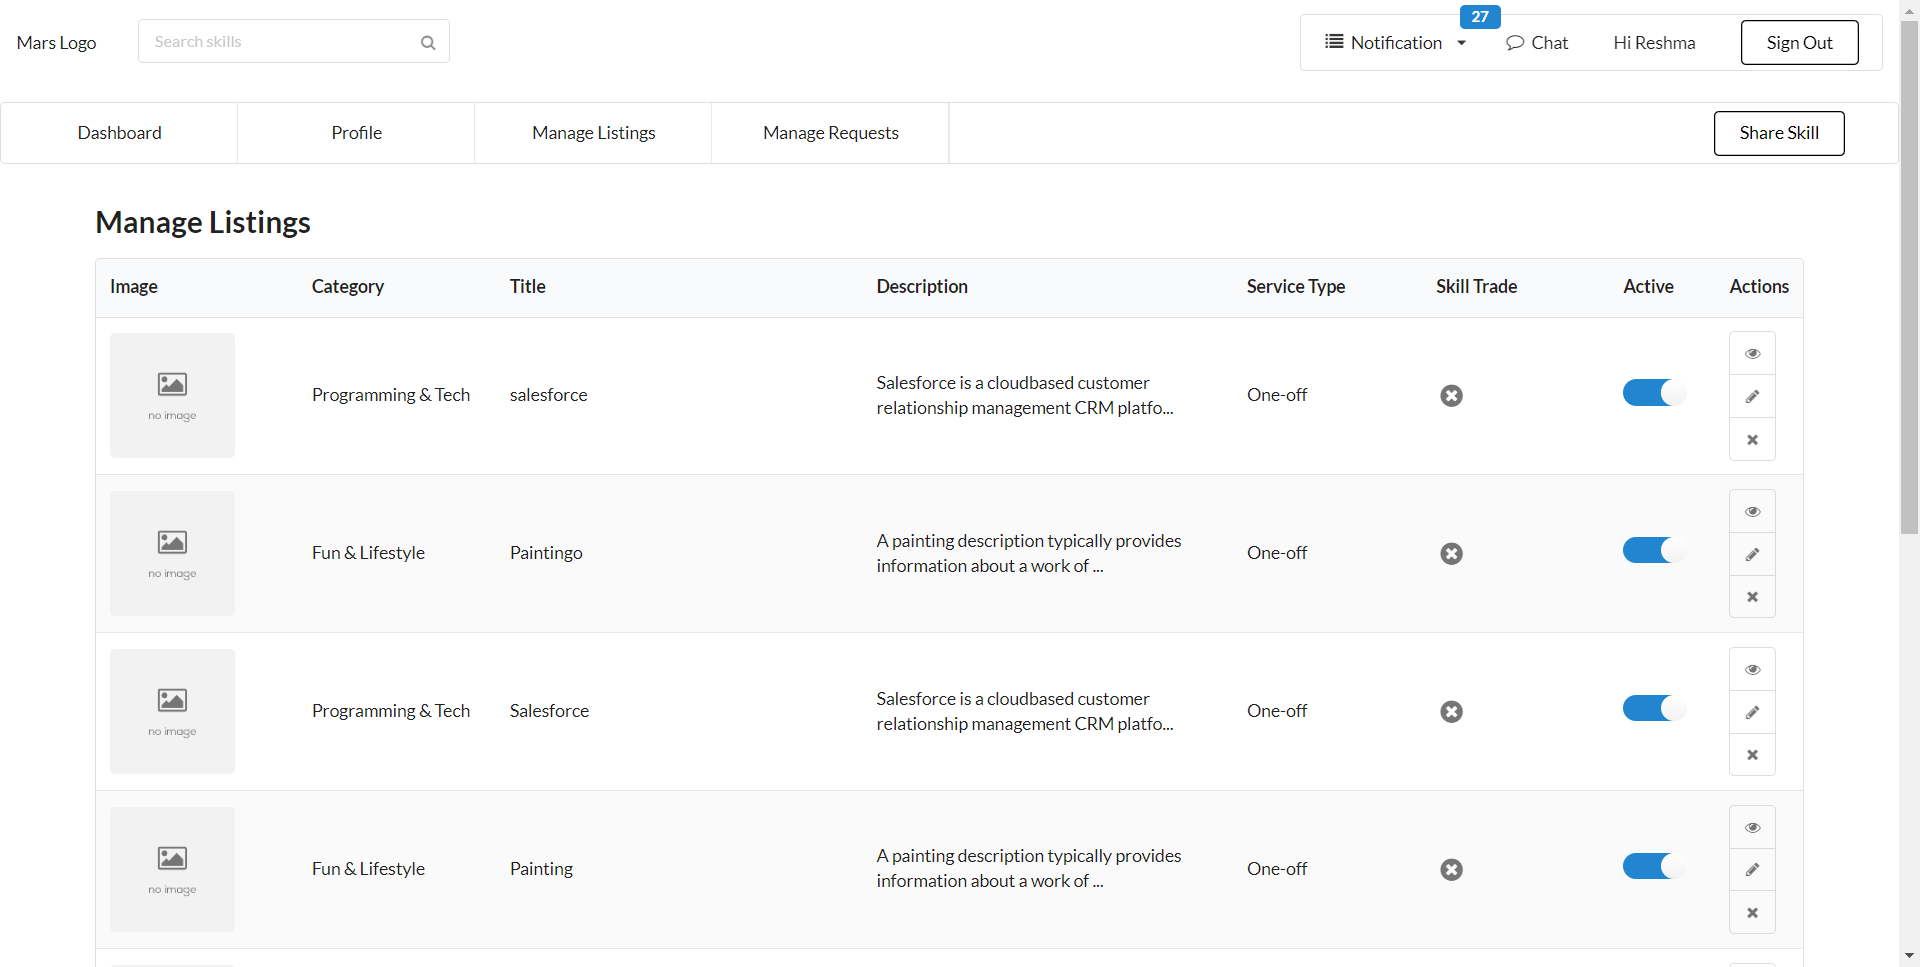 27
Mars Logo
Search skills
Notification
Chat
Hi Reshma
Sign Out
Dashboard
Profile
Manage Listings
Manage Requests
Share Skill
Manage Listings
Image Category Title Description Service Type Skill Trade Active Actions
no image
Programming & Tech
salesforce
Salesforce is a cloudbased customer
relationship management CRM platfo...
One-off
no image
Fun & Lifestyle
Paintingo
A painting description typically provides
information about a work of ...
One-off
no image
Programming & Tech
Salesforce
Salesforce is a cloudbased customer
relationship management CRM platfo...
One-off
no image
Fun & Lifestyle
Painting
A painting description typically provides
information about a work of ...
One-off